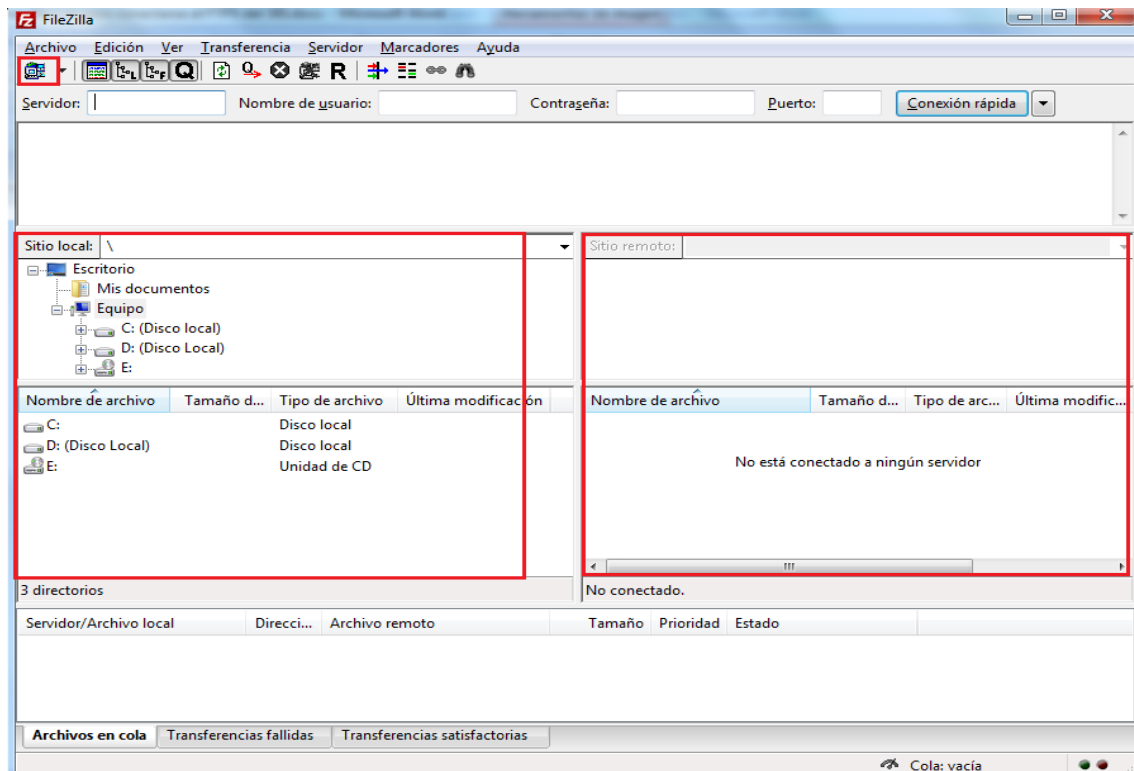 FileZilla
Archivo Edición Ver Transferencia Servidor Marcadores Ayuda
Servidor: Nombre de usuario: Contraseña: Puerto: Conexión rápida
Sitio local: \ Sitio remoto:
Escritorio
Mis documentos
Equipo
C: (Disco local)
D: (Disco Local)
E:
Nombre de archivo Tamaño d... Tipo de archivo Última modificación
C: Disco local
D: (Disco Local) Disco local
E: Unidad de CD
3 directorios
Nombre de archivo Tamaño d... Tipo de arc... Última modific...
No está conectado a ningún servidor
No conectado.
Servidor/Archivo local Direcci... Archivo remoto Tamaño Prioridad Estado
Archivos en cola Transferencias fallidas Transferencias satisfactorias
Cola: vacía